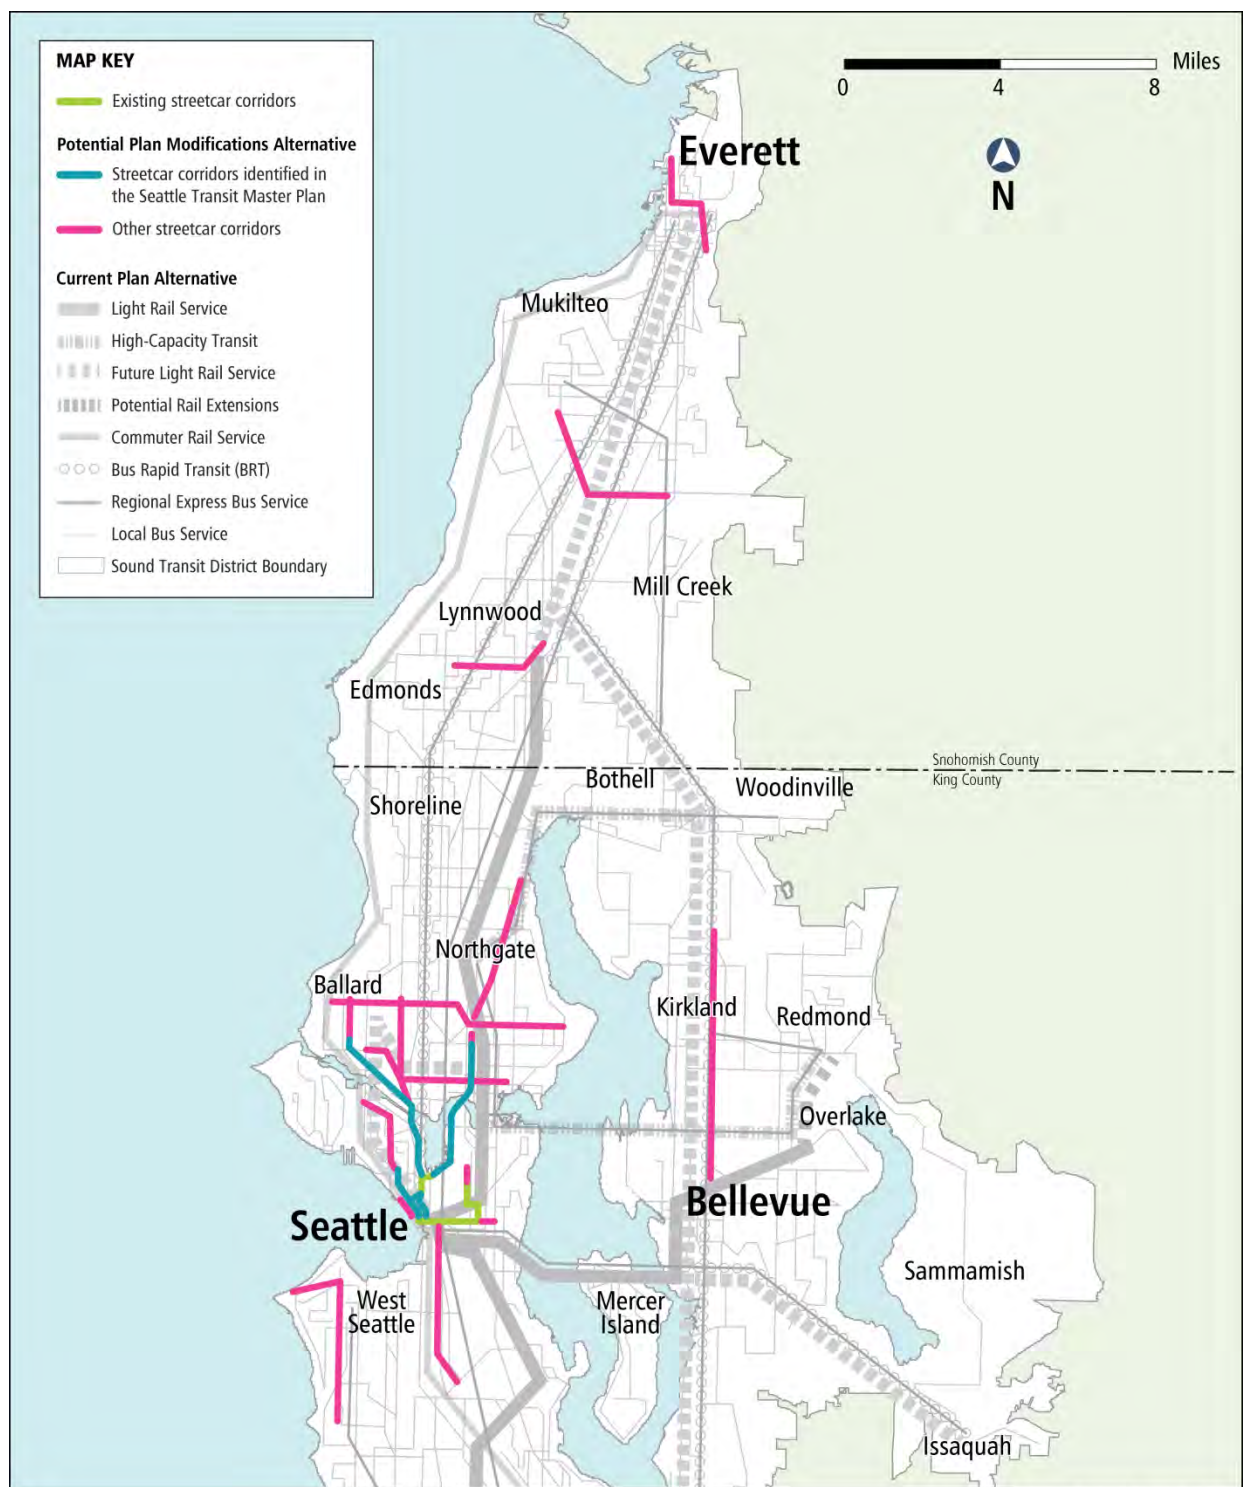 MAP KEY
Existing streetcar corridors
Potential Plan Modifications Alternative
Streetcar corridors identified in
the Seattle Transit Master Plan
Other streetcar corridors
Current Plan Alternative
Light Rail Service
High-Capacity Transit
Future Light Rail Service
Potential Rail Extensions
Commuter Rail Service
Bus Rapid Transit (BRT)
Regional Express Bus Service
Local Bus Service
Sound Transit District Boundary
Miles
0 4 8
N
Everett
Mukilteo
Mill Creek
Lynnwood
Edmonds
Snohomish County
King County
Bothell
Woodinville
Shoreline
Northgate
Ballard
Kirkland
Redmond
Overlake
Bellevue
Seattle
Sammamish
West
Seattle
Mercer
Island
Issaquah